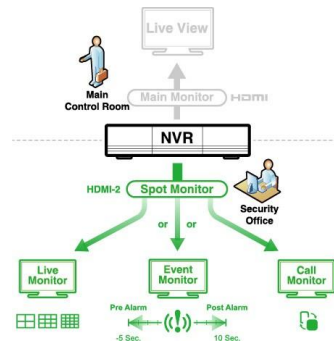 Live View
Main
Control Room
Main Monitor
HDMI
NVR
HDMI-2
Spot Monitor
Security
Office
or
or
Live
Monitor
Event
Monitor
Call
Monitor
Pre Alarm
Post Alarm
-5 Sec.
10 Sec.